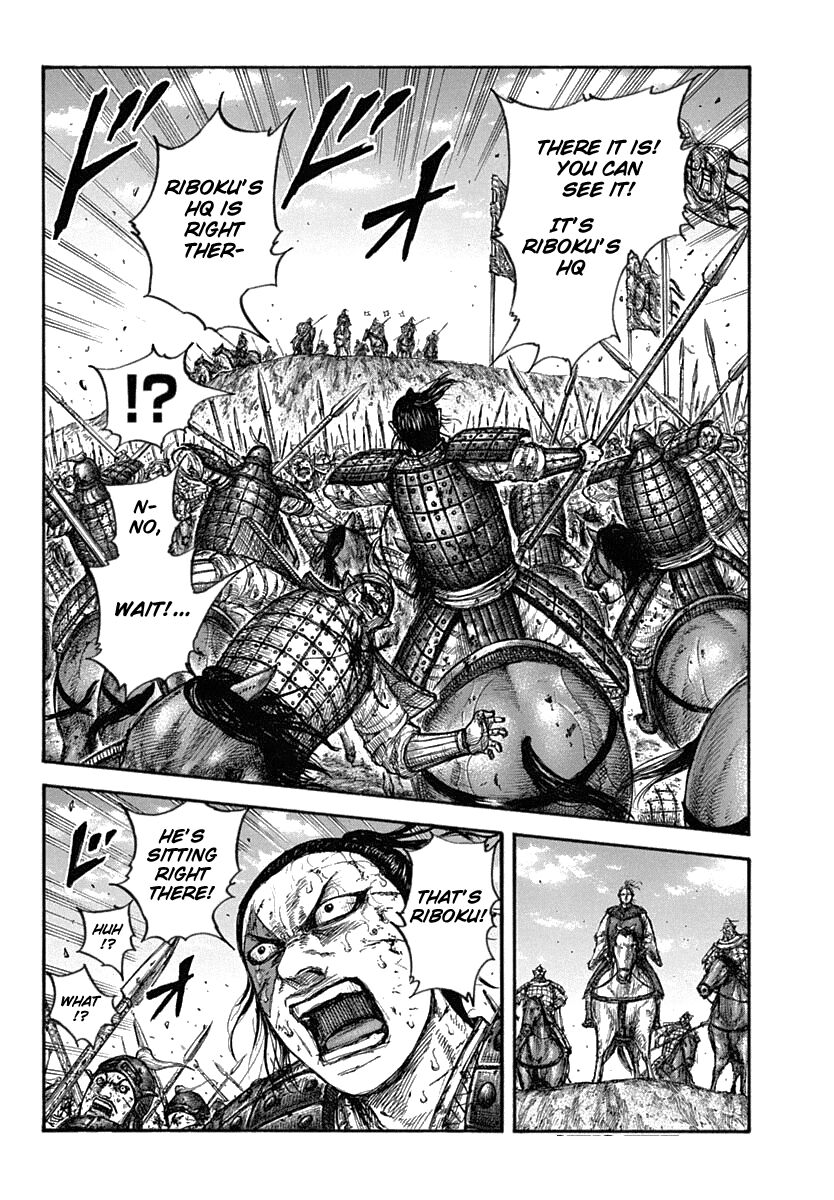 THERE IT IS!
YOU CAN
SEE IT!
IT'S
RIBOKU'S
HQ
ドドオ
RIBOKU'S
HQ IS
RIGHT
THER-
!?
N-
NO,
WAIT!...
THAT'S
RIBOKU!
HE'S
SITTING
RIGHT
THERE!
ドオ
HUH
!?
WHAT
!?